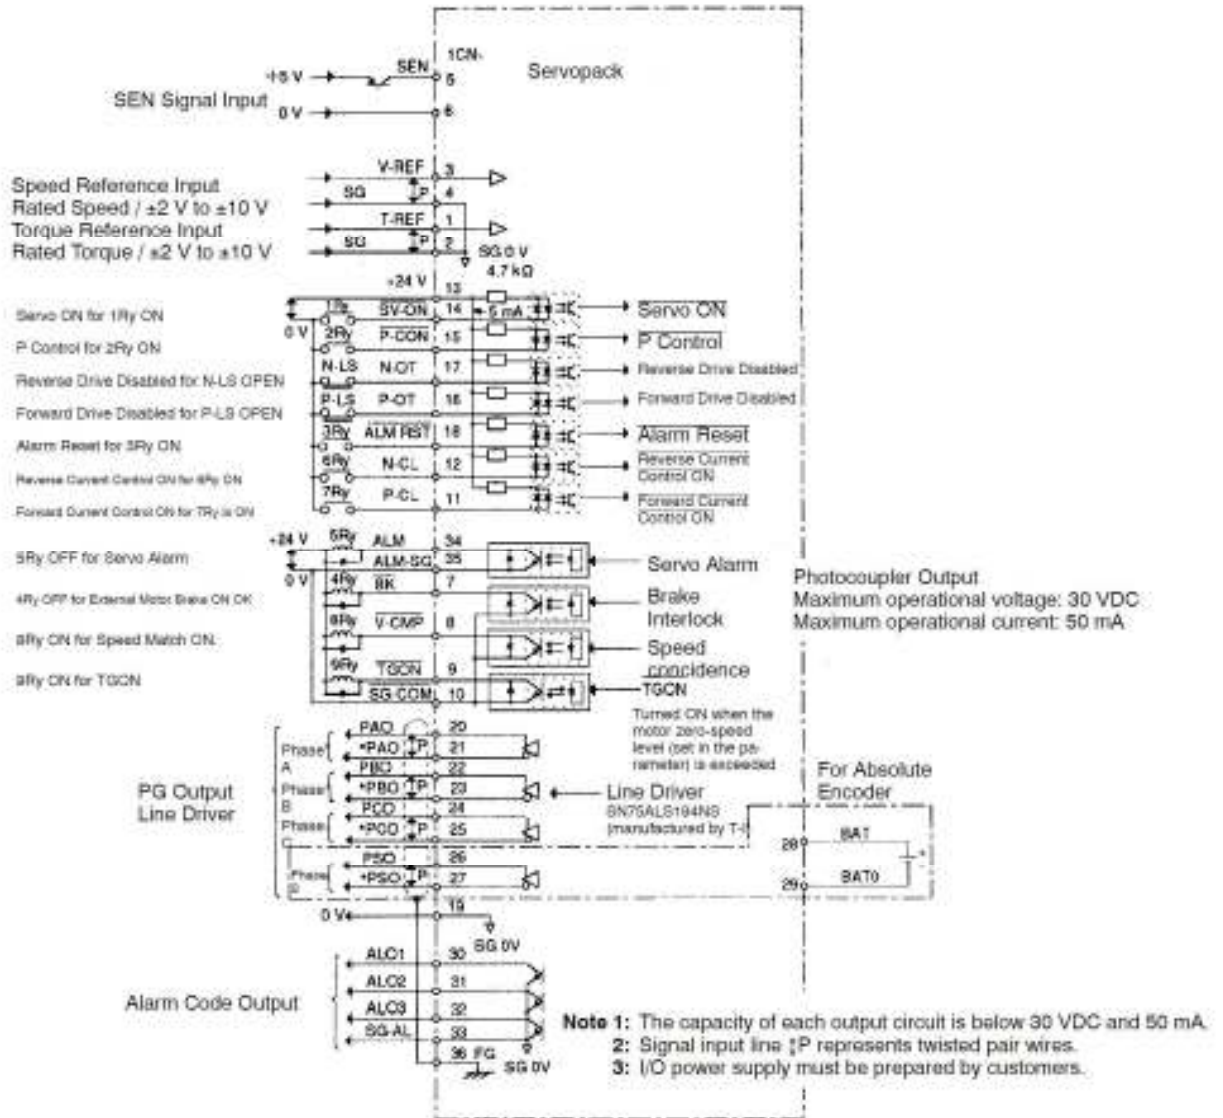 1CN-
Servopack
+15 V SEN 5
SEN Signal Input
0 V 6
V-REF 3
Speed Reference Input
SG P 4
Rated Speed / ±2 V to ±10 V
T-REF 1
Torque Reference Input
SG P 2
Rated Torque / ±2 V to ±10 V
SG 0 V
4.7 kΩ
+24 V 13
Servo ON for 1Ry ON
1Ry SV-ON 14 5 mA Servo ON
0 V
P Control for 2Ry ON
2Ry P-CON 15 P Control
Reverse Drive Disabled for N-LS OPEN
N-LS N-OT 17 Reverse Drive Disabled
Forward Drive Disabled for P-LS OPEN
P-LS P-OT 16 Forward Drive Disabled
Alarm Reset for 3Ry ON
3Ry ALM RST 18 Alarm Reset
Reverse Current Control ON for 6Ry ON
6Ry N-CL 12 Reverse Current
Control ON
Forward Current Control ON for 7Ry is ON
7Ry P-CL 11 Forward Current
Control ON
+24 V 5Ry ALM 34
5Ry OFF for Servo Alarm
ALM-SG 35 Servo Alarm
0 V
4Ry BK 7 Brake
Interlock
4Ry OFF for External Motor Brake ON OK
8Ry V-CMP 8 Speed
concidence
8Ry ON for Speed Match ON.
9Ry TGON 9 TGON
9Ry ON for TGON
SG-COM 10
Turned ON when the
motor zero-speed
level (set in the pa-
rameter) is exceeded
Photocoupler Output
Maximum operational voltage: 30 VDC
Maximum operational current: 50 mA
PG Output
Line Driver
Phase A
PAO 20
*PAO P 21
Phase B
PBO 22
*PBO P 23
Phase C
PCO 24
*PCO P 25
Phase S
PSO 26
*PSO P 27
Line Driver
SN75ALS194NS
(manufactured by T-I
For Absolute
Encoder
28 BAT
+
-
29 BAT0
0 V 19
SG 0V
Alarm Code Output
ALO1 30
ALO2 31
ALO3 32
SG-AL 33
36 FG
SG 0V
Note 1: The capacity of each output circuit is below 30 VDC and 50 mA.
2: Signal input line P represents twisted pair wires.
3: I/O power supply must be prepared by customers.